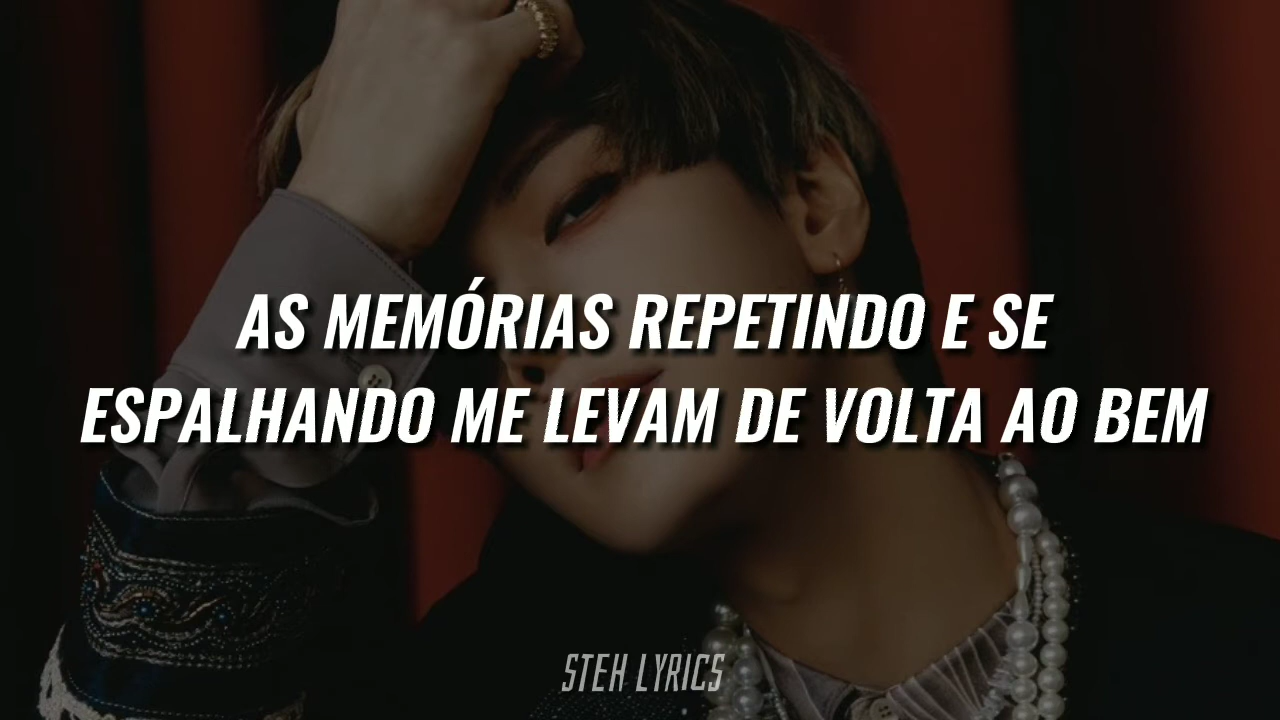 AS MEMÓRIAS REPETINDO E SE
ESPALHANDO ME LEVAM DE VOLTA AO BEM
STEH LYRICS